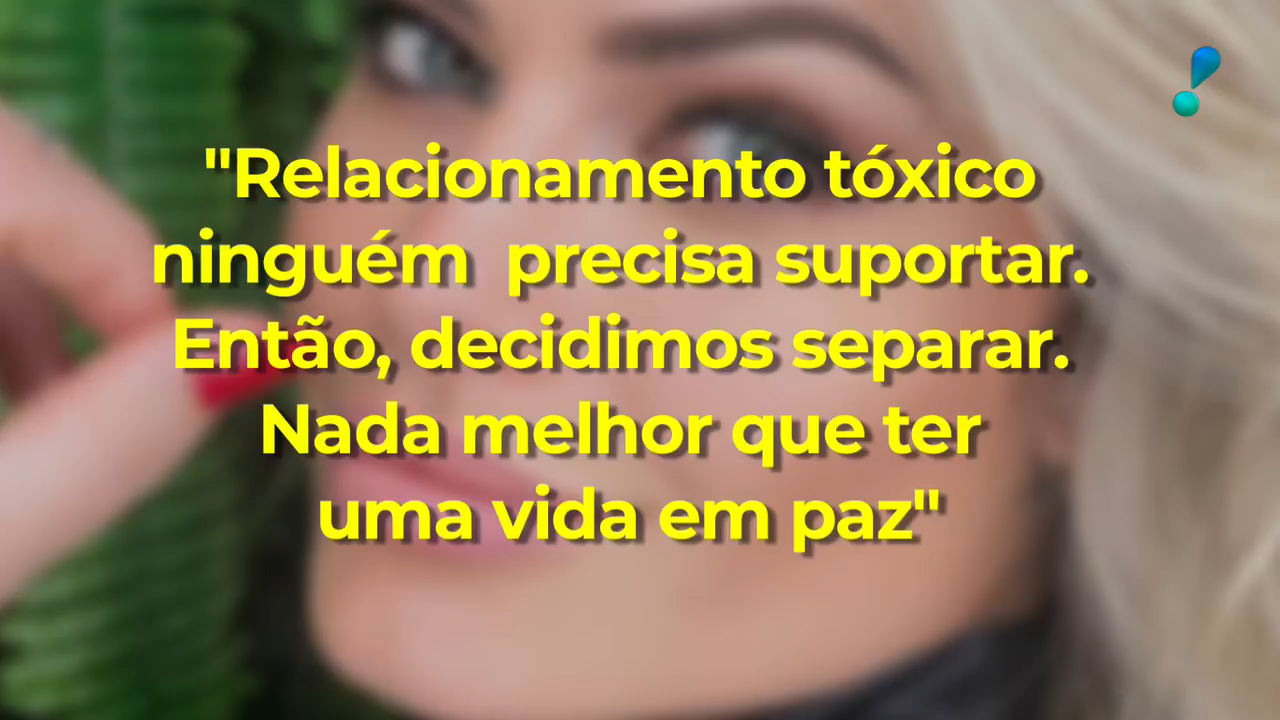 "Relacionamento tóxico
ninguém  precisa suportar.
Então, decidimos separar.
Nada melhor que ter
uma vida em paz"